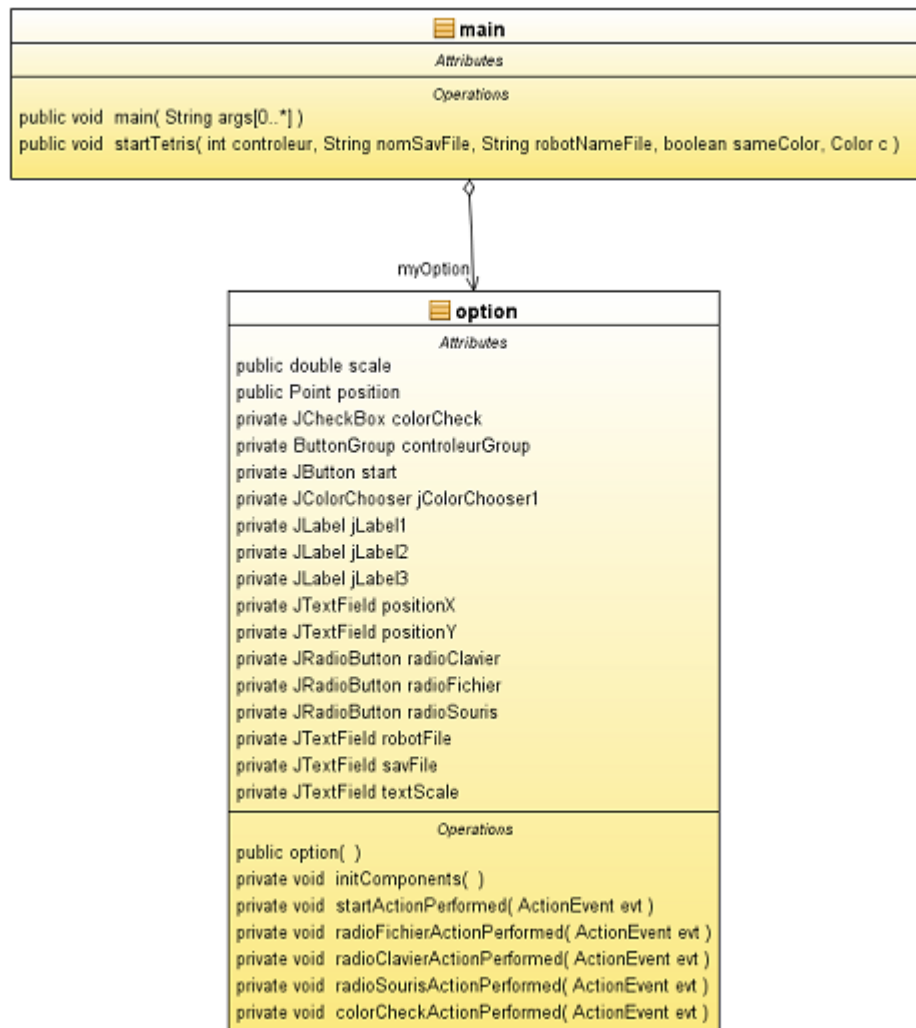 main
Attributes
Operations
public void main( String args[0..*] )
public void startTetris( int controleur, String nomSavFile, String robotNameFile, boolean sameColor, Color c )
myOption
option
Attributes
public double scale
public Point position
private JCheckBox colorCheck
private ButtonGroup controleurGroup
private JButton start
private JColorChooser jColorChooser1
private JLabel jLabel1
private JLabel jLabel2
private JLabel jLabel3
private JTextField positionX
private JTextField positionY
private JRadioButton radioClavier
private JRadioButton radioFichier
private JRadioButton radioSouris
private JTextField robotFile
private JTextField savFile
private JTextField textScale
Operations
public option( )
private void initComponents( )
private void startActionPerformed( ActionEvent evt )
private void radioFichierActionPerformed( ActionEvent evt )
private void radioClavierActionPerformed( ActionEvent evt )
private void radioSourisActionPerformed( ActionEvent evt )
private void colorCheckActionPerformed( ActionEvent evt )